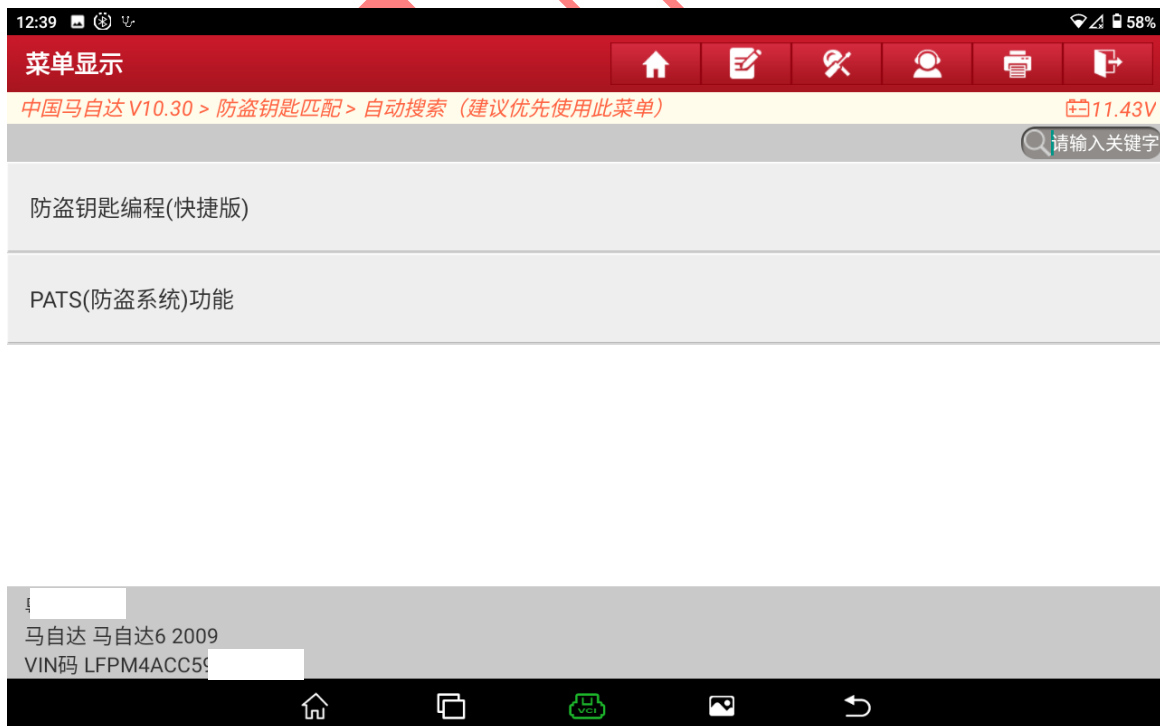 12:39 58%
菜单显示
中国马自达 V10.30 > 防盗钥匙匹配 > 自动搜索（建议优先使用此菜单） 11.43V
请输入关键字
防盗钥匙编程(快捷版)
PATS(防盗系统)功能
马自达 马自达6 2009
VIN码 LFPM4ACC59
VCI